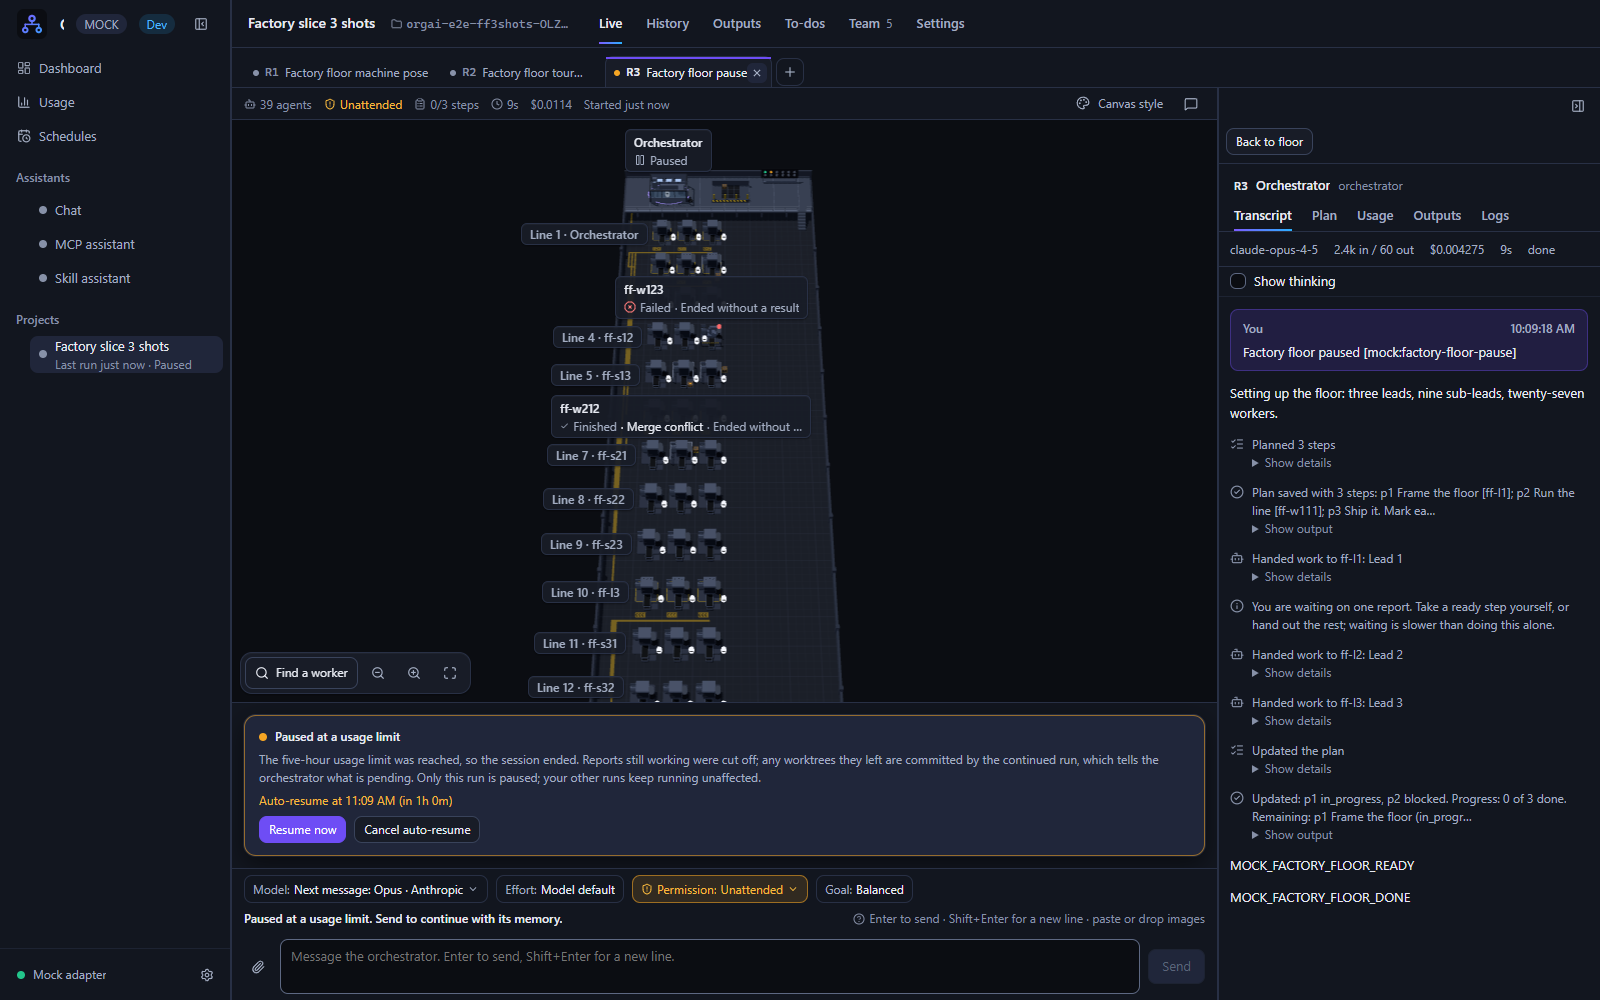 MOCK
Dev
Dashboard
Usage
Schedules
Assistants
Chat
MCP assistant
Skill assistant
Projects
Factory slice 3 shots
Last run just now · Paused
Mock adapter
Factory slice 3 shots
orgai-e2e-ff3shots-OLZ...
Live
History
Outputs
To-dos
Team 5
Settings
R1 Factory floor machine pose
R2 Factory floor tour...
R3 Factory floor pause
39 agents
Unattended
0/3 steps
9s
$0.0114
Started just now
Canvas style
Orchestrator
Paused
Line 1 · Orchestrator
ff-w123
Failed · Ended without a result
Line 4 · ff-s12
Line 5 · ff-s13
ff-w212
Finished · Merge conflict · Ended without ...
Line 7 · ff-s21
Line 8 · ff-s22
Line 9 · ff-s23
Line 10 · ff-l3
Line 11 · ff-s31
Line 12 · ff-s32
Find a worker
Paused at a usage limit
The five-hour usage limit was reached, so the session ended. Reports still working were cut off; any worktrees they left are committed by the continued run, which tells the
orchestrator what is pending. Only this run is paused; your other runs keep running unaffected.
Auto-resume at 11:09 AM (in 1h 0m)
Resume now
Cancel auto-resume
Model: Next message: Opus · Anthropic
Effort: Model default
Permission: Unattended
Goal: Balanced
Paused at a usage limit. Send to continue with its memory.
Enter to send · Shift+Enter for a new line · paste or drop images
Message the orchestrator. Enter to send, Shift+Enter for a new line.
Send
Back to floor
R3 Orchestrator orchestrator
Transcript
Plan
Usage
Outputs
Logs
claude-opus-4-5
2.4k in / 60 out
$0.004275
9s
done
Show thinking
You
10:09:18 AM
Factory floor paused [mock:factory-floor-pause]
Setting up the floor: three leads, nine sub-leads, twenty-seven
workers.
Planned 3 steps
Show details
Plan saved with 3 steps: p1 Frame the floor [ff-l1]; p2 Run the
line [ff-w111]; p3 Ship it. Mark ea...
Show output
Handed work to ff-l1: Lead 1
Show details
You are waiting on one report. Take a ready step yourself, or
hand out the rest; waiting is slower than doing this alone.
Handed work to ff-l2: Lead 2
Show details
Handed work to ff-l3: Lead 3
Show details
Updated the plan
Show details
Updated: p1 in_progress, p2 blocked. Progress: 0 of 3 done.
Remaining: p1 Frame the floor (in_progr...
Show output
MOCK_FACTORY_FLOOR_READY
MOCK_FACTORY_FLOOR_DONE